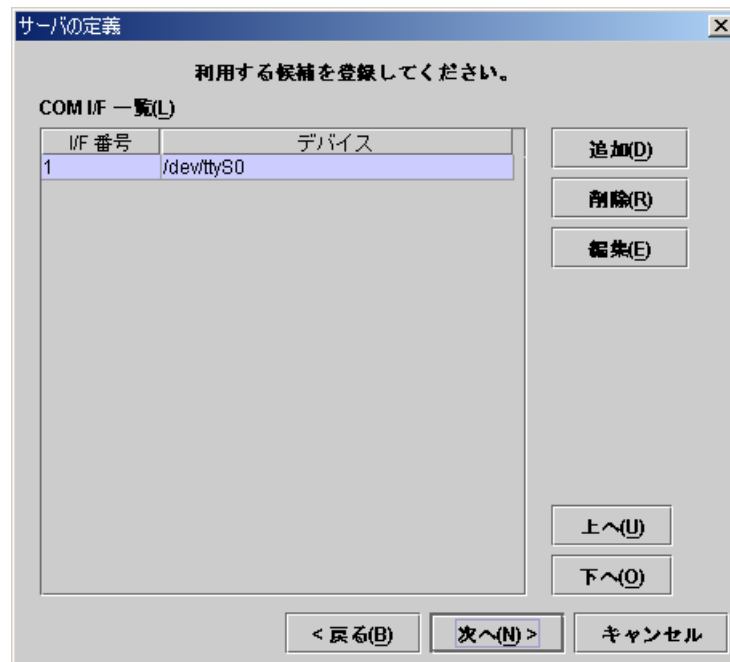 サーバの定義
利用する候補を登録してください。
COM I/F 一覧(L)
I/F 番号 デバイス
1 /dev/ttyS0
追加(D)
削除(R)
編集(E)
上へ(U)
下へ(O)
< 戻る(B) 次へ(N) > キャンセル